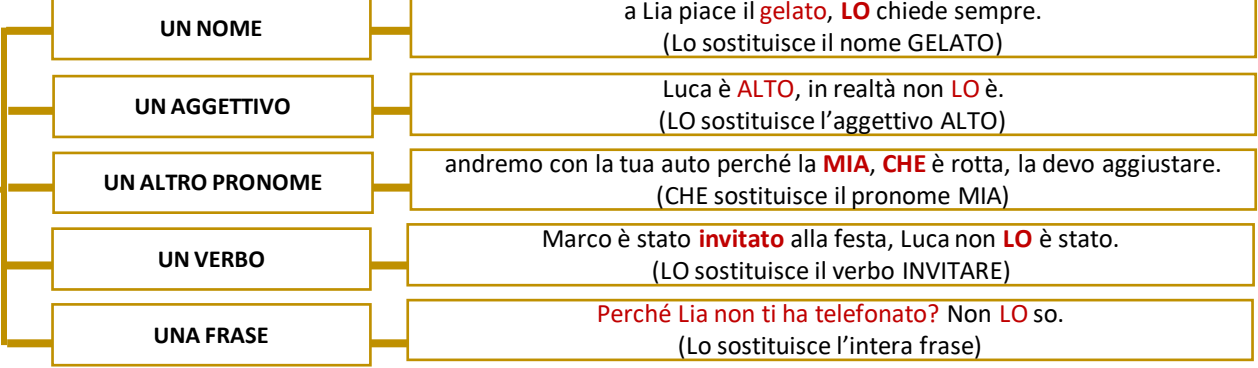 UN NOME
a Lia piace il gelato, LO chiede sempre.
(Lo sostituisce il nome GELATO)
UN AGGETTIVO
Luca è ALTO, in realtà non LO è.
(LO sostituisce l'aggettivo ALTO)
UN ALTRO PRONOME
andremo con la tua auto perché la MIA, CHE è rotta, la devo aggiustare.
(CHE sostituisce il pronome MIA)
UN VERBO
Marco è stato invitato alla festa, Luca non LO è stato.
(LO sostituisce il verbo INVITARE)
UNA FRASE
Perché Lia non ti ha telefonato? Non LO so.
(Lo sostituisce l'intera frase)